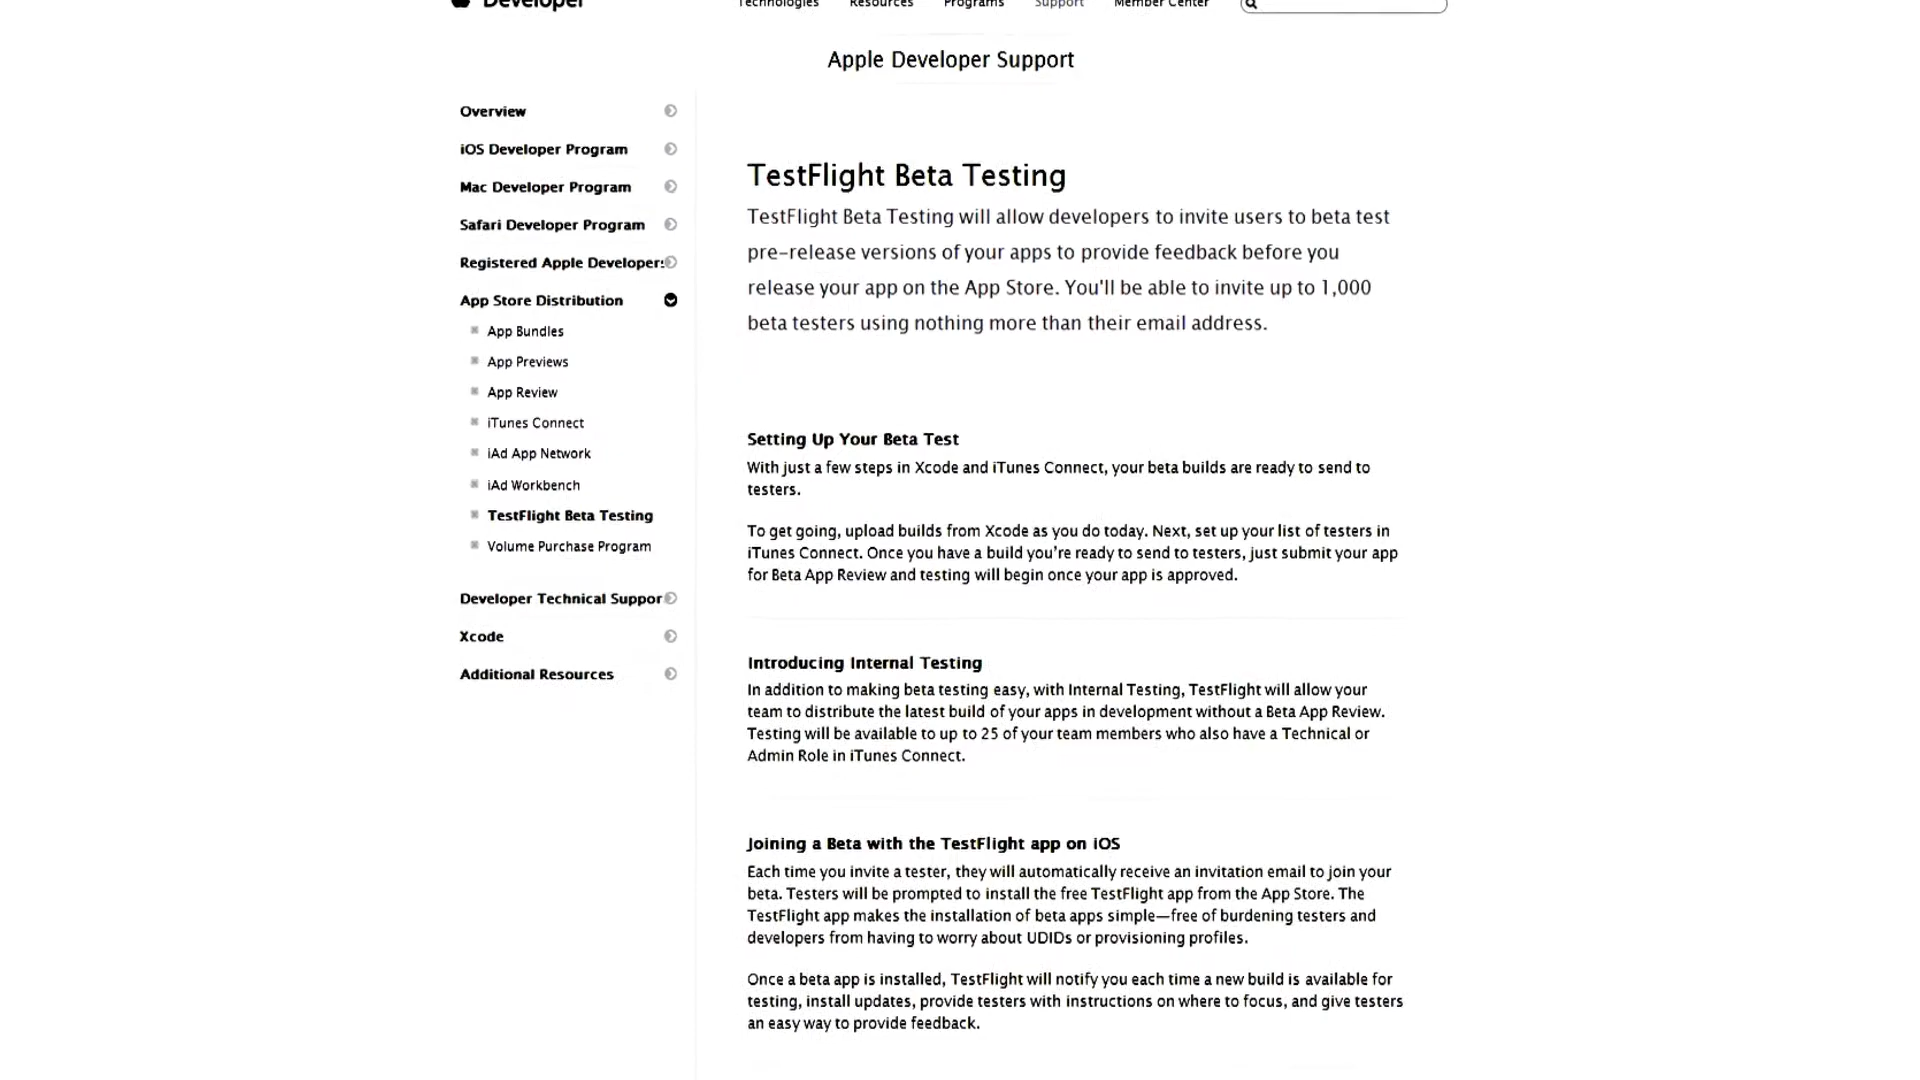 Developer
Technologies Resources Programs Support Member Center
Apple Developer Support
Overview
iOS Developer Program
Mac Developer Program
Safari Developer Program
Registered Apple Developers
App Store Distribution
App Bundles
App Previews
App Review
iTunes Connect
iAd App Network
iAd Workbench
TestFlight Beta Testing
Volume Purchase Program
Developer Technical Suppor
Xcode
Additional Resources
TestFlight Beta Testing
TestFlight Beta Testing will allow developers to invite users to beta test
pre-release versions of your apps to provide feedback before you
release your app on the App Store. You'll be able to invite up to 1,000
beta testers using nothing more than their email address.
Setting Up Your Beta Test
With just a few steps in Xcode and iTunes Connect, your beta builds are ready to send to
testers.
To get going, upload builds from Xcode as you do today. Next, set up your list of testers in
iTunes Connect. Once you have a build you’re ready to send to testers, just submit your app
for Beta App Review and testing will begin once your app is approved.
Introducing Internal Testing
In addition to making beta testing easy, with Internal Testing, TestFlight will allow your
team to distribute the latest build of your apps in development without a Beta App Review.
Testing will be available to up to 25 of your team members who also have a Technical or
Admin Role in iTunes Connect.
Joining a Beta with the TestFlight app on iOS
Each time you invite a tester, they will automatically receive an invitation email to join your
beta. Testers will be prompted to install the free TestFlight app from the App Store. The
TestFlight app makes the installation of beta apps simple—free of burdening testers and
developers from having to worry about UDIDs or provisioning profiles.
Once a beta app is installed, TestFlight will notify you each time a new build is available for
testing, install updates, provide testers with instructions on where to focus, and give testers
an easy way to provide feedback.